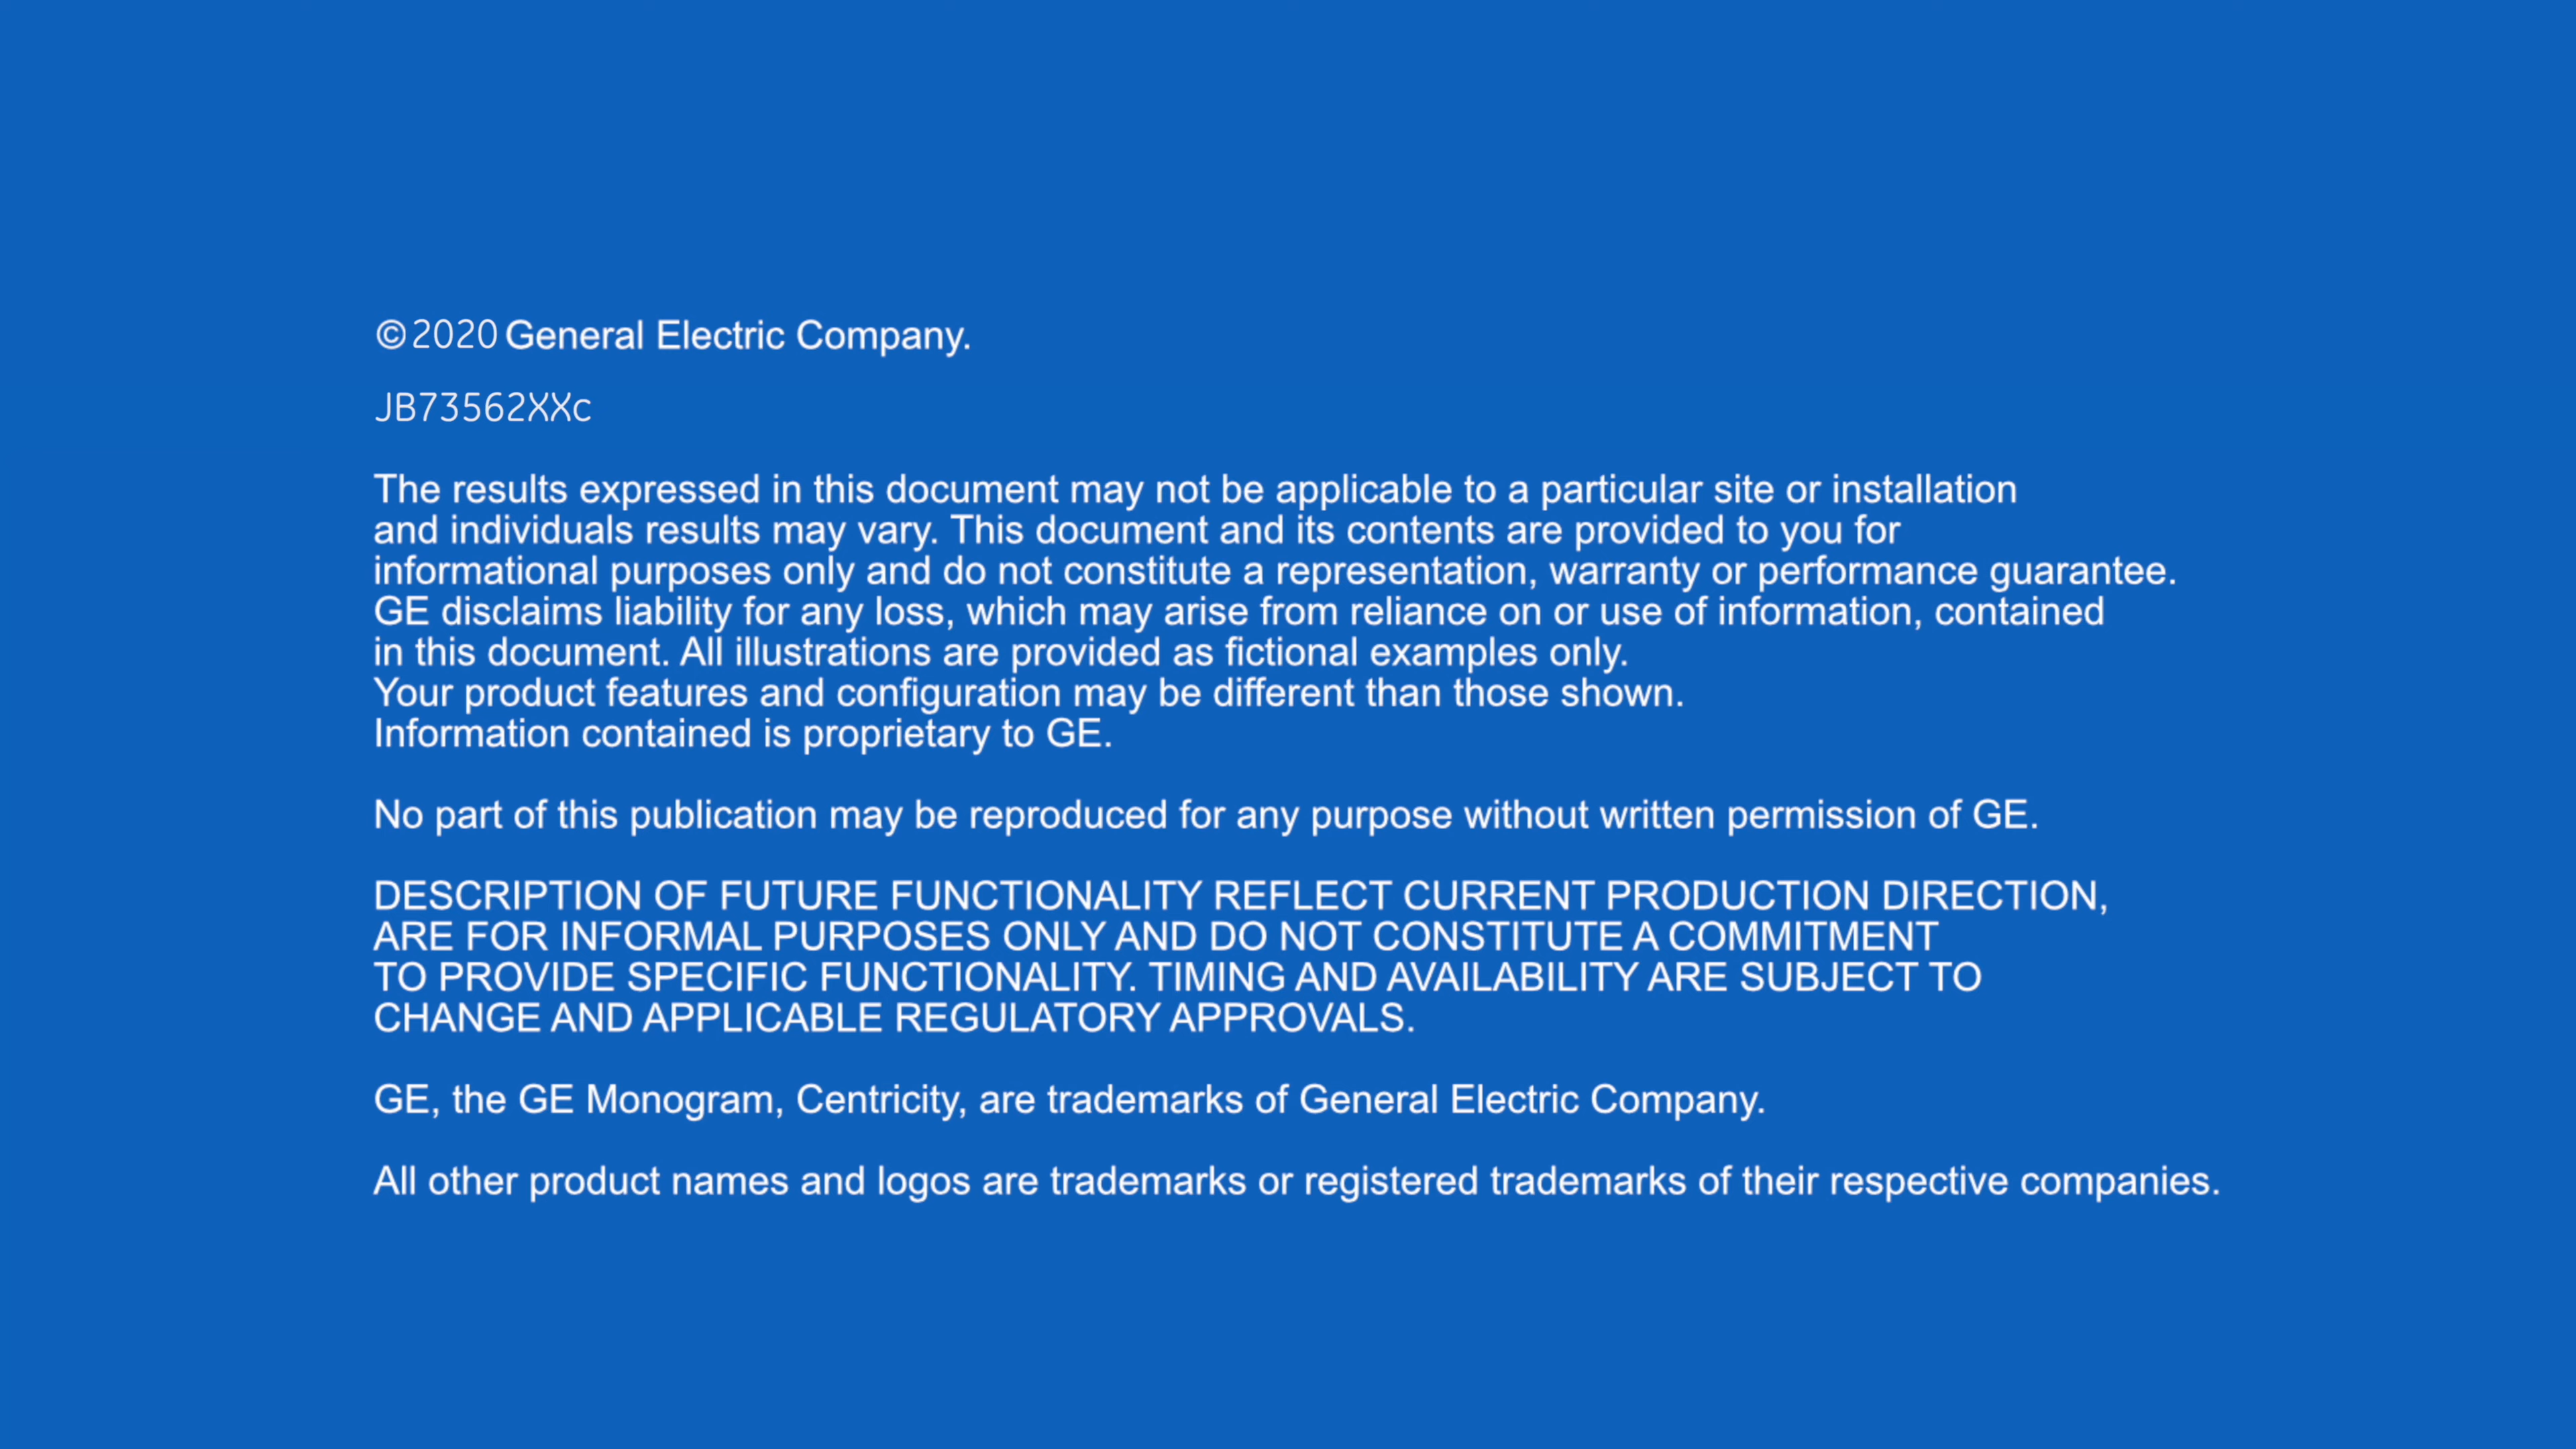 ©2020 General Electric Company.
JB73562XXc
The results expressed in this document may not be applicable to a particular site or installation
and individuals results may vary. This document and its contents are provided to you for
informational purposes only and do not constitute a representation, warranty or performance guarantee.
GE disclaims liability for any loss, which may arise from reliance on or use of information, contained
in this document. All illustrations are provided as fictional examples only.
Your product features and configuration may be different than those shown.
Information contained is proprietary to GE.
No part of this publication may be reproduced for any purpose without written permission of GE.
DESCRIPTION OF FUTURE FUNCTIONALITY REFLECT CURRENT PRODUCTION DIRECTION,
ARE FOR INFORMAL PURPOSES ONLY AND DO NOT CONSTITUTE A COMMITMENT
TO PROVIDE SPECIFIC FUNCTIONALITY. TIMING AND AVAILABILITY ARE SUBJECT TO
CHANGE AND APPLICABLE REGULATORY APPROVALS.
GE, the GE Monogram, Centricity, are trademarks of General Electric Company.
All other product names and logos are trademarks or registered trademarks of their respective companies.